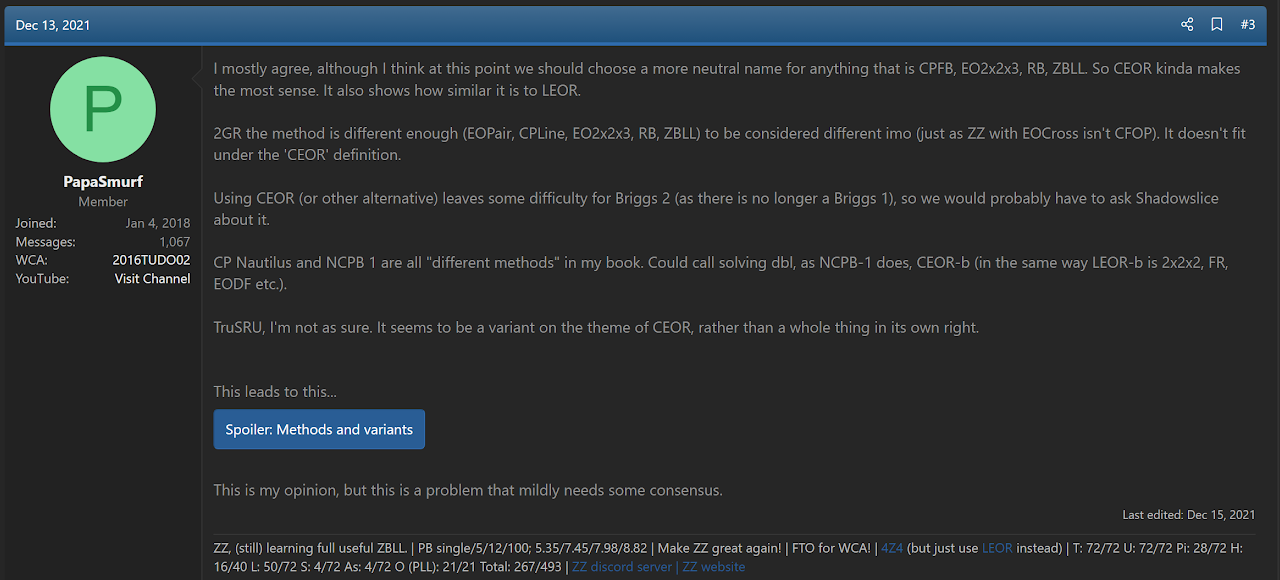 Dec 13, 2021
#3
P
PapaSmurf
Member
Joined: Jan 4, 2018
Messages: 1,067
WCA: 2016TUDO02
YouTube: Visit Channel
I mostly agree, although I think at this point we should choose a more neutral name for anything that is CPFB, EO2x2x3, RB, ZBLL. So CEOR kinda makes
the most sense. It also shows how similar it is to LEOR.
2GR the method is different enough (EOPair, CPLine, EO2x2x3, RB, ZBLL) to be considered different imo (just as ZZ with EOCross isn't CFOP). It doesn't fit
under the 'CEOR' definition.
Using CEOR (or other alternative) leaves some difficulty for Briggs 2 (as there is no longer a Briggs 1), so we would probably have to ask Shadowslice
about it.
CP Nautilus and NCPB 1 are all "different methods" in my book. Could call solving dbl, as NCPB-1 does, CEOR-b (in the same way LEOR-b is 2x2x2, FR,
EODF etc.).
TruSRU, I'm not as sure. It seems to be a variant on the theme of CEOR, rather than a whole thing in its own right.
This leads to this...
Spoiler: Methods and variants
This is my opinion, but this is a problem that mildly needs some consensus.
Last edited: Dec 15, 2021
ZZ, (still) learning full useful ZBLL. | PB single/5/12/100; 5.35/7.45/7.98/8.82 | Make ZZ great again! | FTO for WCA! | 4Z4 (but just use LEOR instead) | T: 72/72 U: 72/72 Pi: 28/72 H:
16/40 L: 50/72 S: 4/72 As: 4/72 O (PLL): 21/21 Total: 267/493 | ZZ discord server | ZZ website